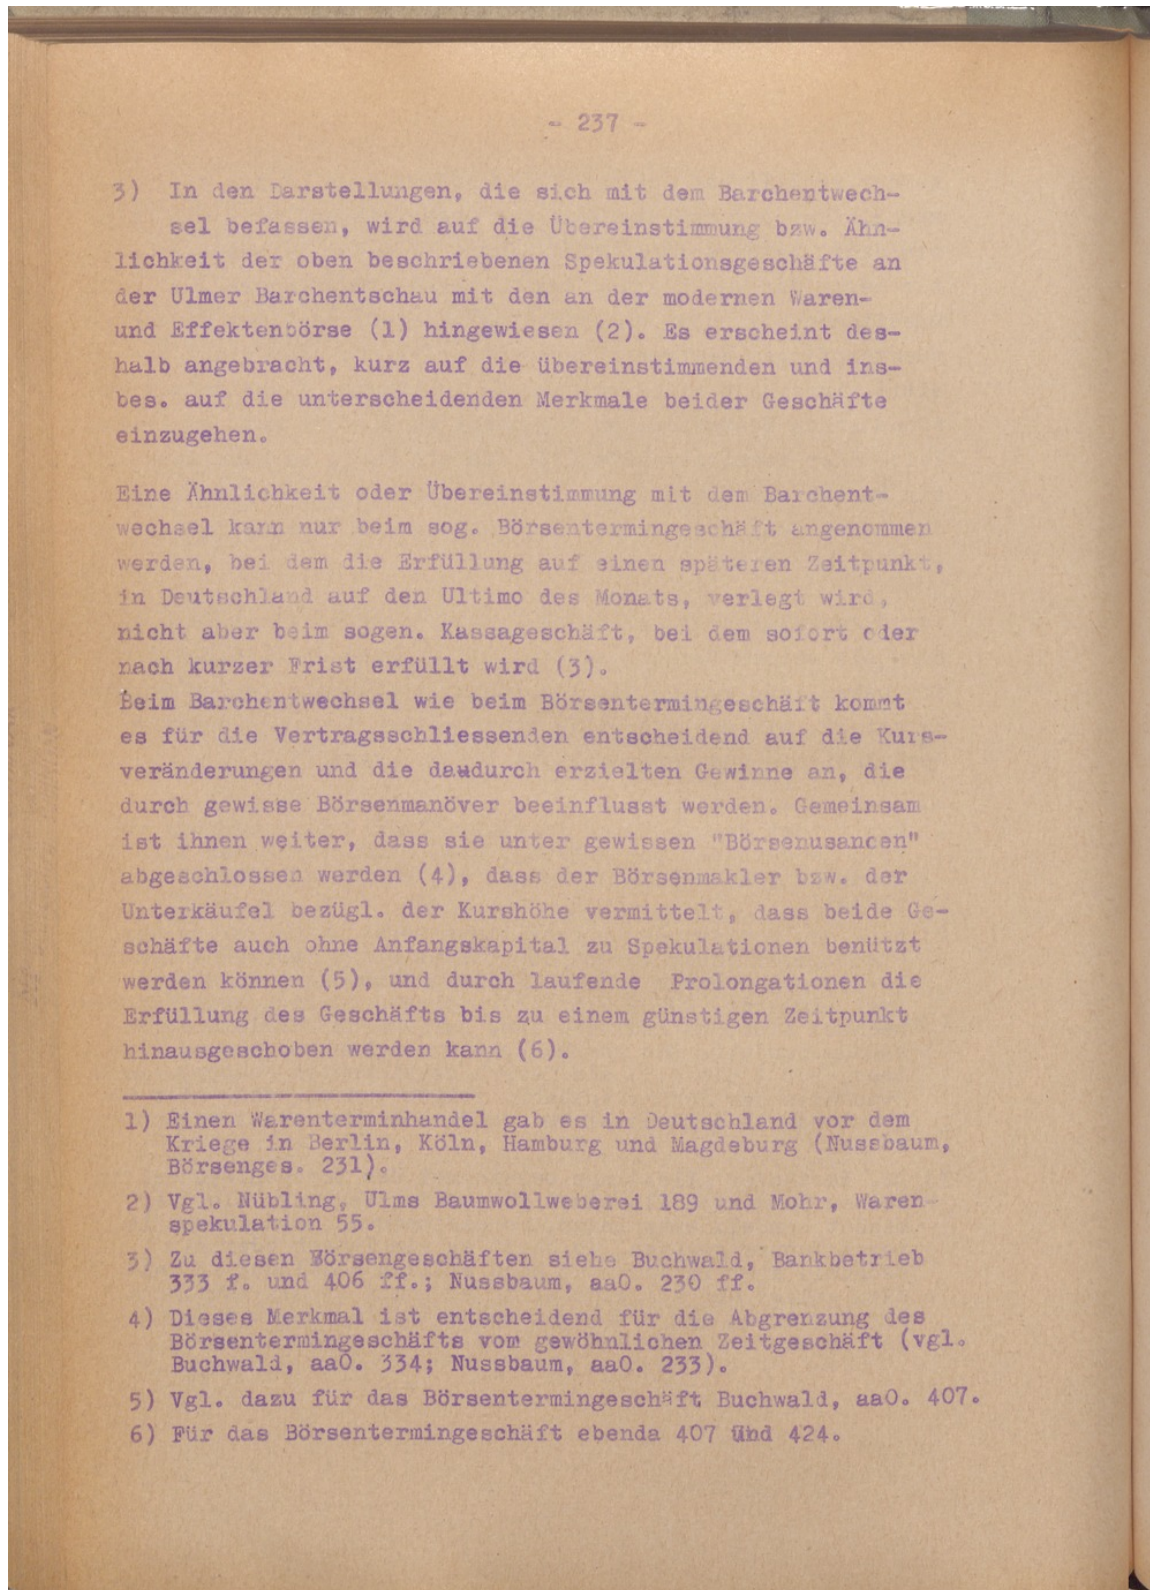 - 237 -
3) In den Darstellungen, die sich mit dem Barchentwech-
sel befassen, wird auf die Übereinstimmung bzw. Ähn-
lichkeit der oben beschriebenen Spekulationsgeschäfte an
der Ulmer Barchentschau mit den an der modernen Waren-
und Effektenbörse (1) hingewiesen (2). Es erscheint des-
halb angebracht, kurz auf die übereinstimmenden und ins-
bes. auf die unterscheidenden Merkmale beider Geschäfte
einzugehen.
Eine Ähnlichkeit oder Übereinstimmung mit dem Barchent-
wechsel kann nur beim sog. Börsentermingeschäft angenommen
werden, bei dem die Erfüllung auf einen späteren Zeitpunkt,
in Deutschland auf den Ultimo des Monats, verlegt wird,
nicht aber beim sogen. Kassageschäft, bei dem sofort oder
nach kurzer Frist erfüllt wird (3).
Beim Barchentwechsel wie beim Börsentermingeschäft kommt
es für die Vertragsschliessenden entscheidend auf die Kurs-
veränderungen und die daudurch erzielten Gewinne an, die
durch gewisse Börsenmanöver beeinflusst werden. Gemeinsam
ist ihnen weiter, dass sie unter gewissen "Börsenusancen"
abgeschlossen werden (4), dass der Börsenmakler bzw. der
Unterkäufel bezügl. der Kurshöhe vermittelt, dass beide Ge-
schäfte auch ohne Anfangskapital zu Spekulationen benützt
werden können (5), und durch laufende Prolongationen die
Erfüllung des Geschäfts bis zu einem günstigen Zeitpunkt
hinausgeschoben werden kann (6).
1) Einen Warenterminhandel gab es in Deutschland vor dem
Kriege in Berlin, Köln, Hamburg und Magdeburg (Nussbaum,
Börsenges. 231).
2) Vgl. Nübling, Ulms Baumwollweberei 189 und Mohr, Waren-
spekulation 55.
3) Zu diesen Börsengeschäften siehe Buchwald, Bankbetrieb
333 f. und 406 ff.; Nussbaum, aaO. 230 ff.
4) Dieses Merkmal ist entscheidend für die Abgrenzung des
Börsentermingeschäfts vom gewöhnlichen Zeitgeschäft (vgl.
Buchwald, aaO. 334; Nussbaum, aaO. 233).
5) Vgl. dazu für das Börsentermingeschäft Buchwald, aaO. 407.
6) Für das Börsentermingeschäft ebenda 407 und 424.